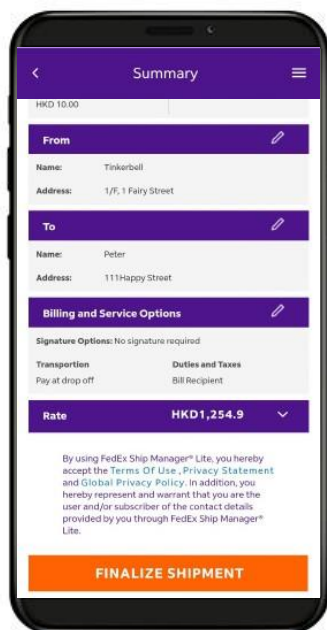 Summary
HKD 10.00
From
Name: Tinkerbell
Address: 1/F, 1 Fairy Street
To
Name: Peter
Address: 111Happy Street
Billing and Service Options
Signature Options: No signature required
Transportion Duties and Taxes
Pay at drop off Bill Recipient
Rate HKD1,254.9
By using FedEx Ship Manager® Lite, you hereby
accept the Terms Of Use , Privacy Statement
and Global Privacy Policy. In addition, you
hereby represent and warrant that you are the
user and/or subscriber of the contact details
provided by you through FedEx Ship Manager®
Lite.
FINALIZE SHIPMENT